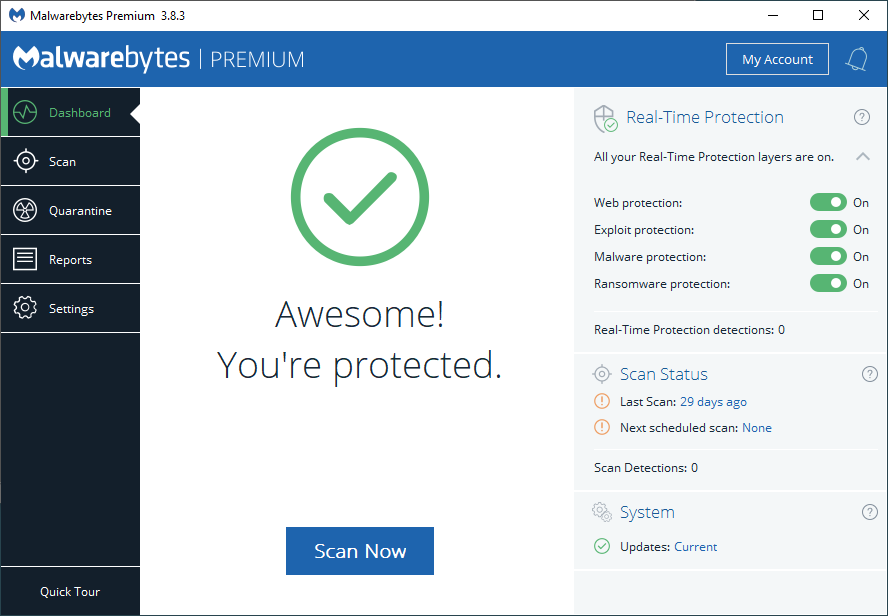 Malwarebytes Premium 3.8.3
Malwarebytes | PREMIUM
My Account
Dashboard
Scan
Quarantine
Reports
Settings
Quick Tour
Awesome!
You're protected.
Scan Now
Real-Time Protection
?
All your Real-Time Protection layers are on.
Web protection: On
Exploit protection: On
Malware protection: On
Ransomware protection: On
Real-Time Protection detections: 0
Scan Status
?
Last Scan: 29 days ago
Next scheduled scan: None
Scan Detections: 0
System
?
Updates: Current